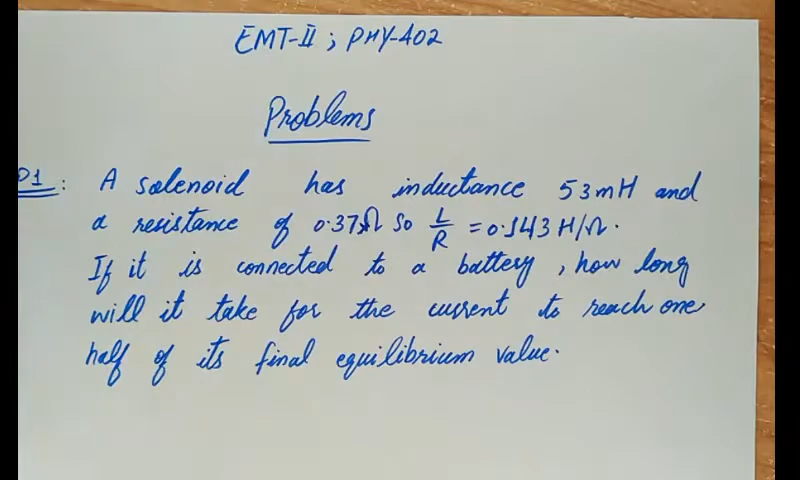 EMT-II ; PHY-402
Problems
P1 : A solenoid has inductance 53mH and
a resistance of 0.37Ω so L/R = 0.143 H/Ω.
If it is connected to a battery, how long
will it take for the current to reach one
half of its final equilibrium value.